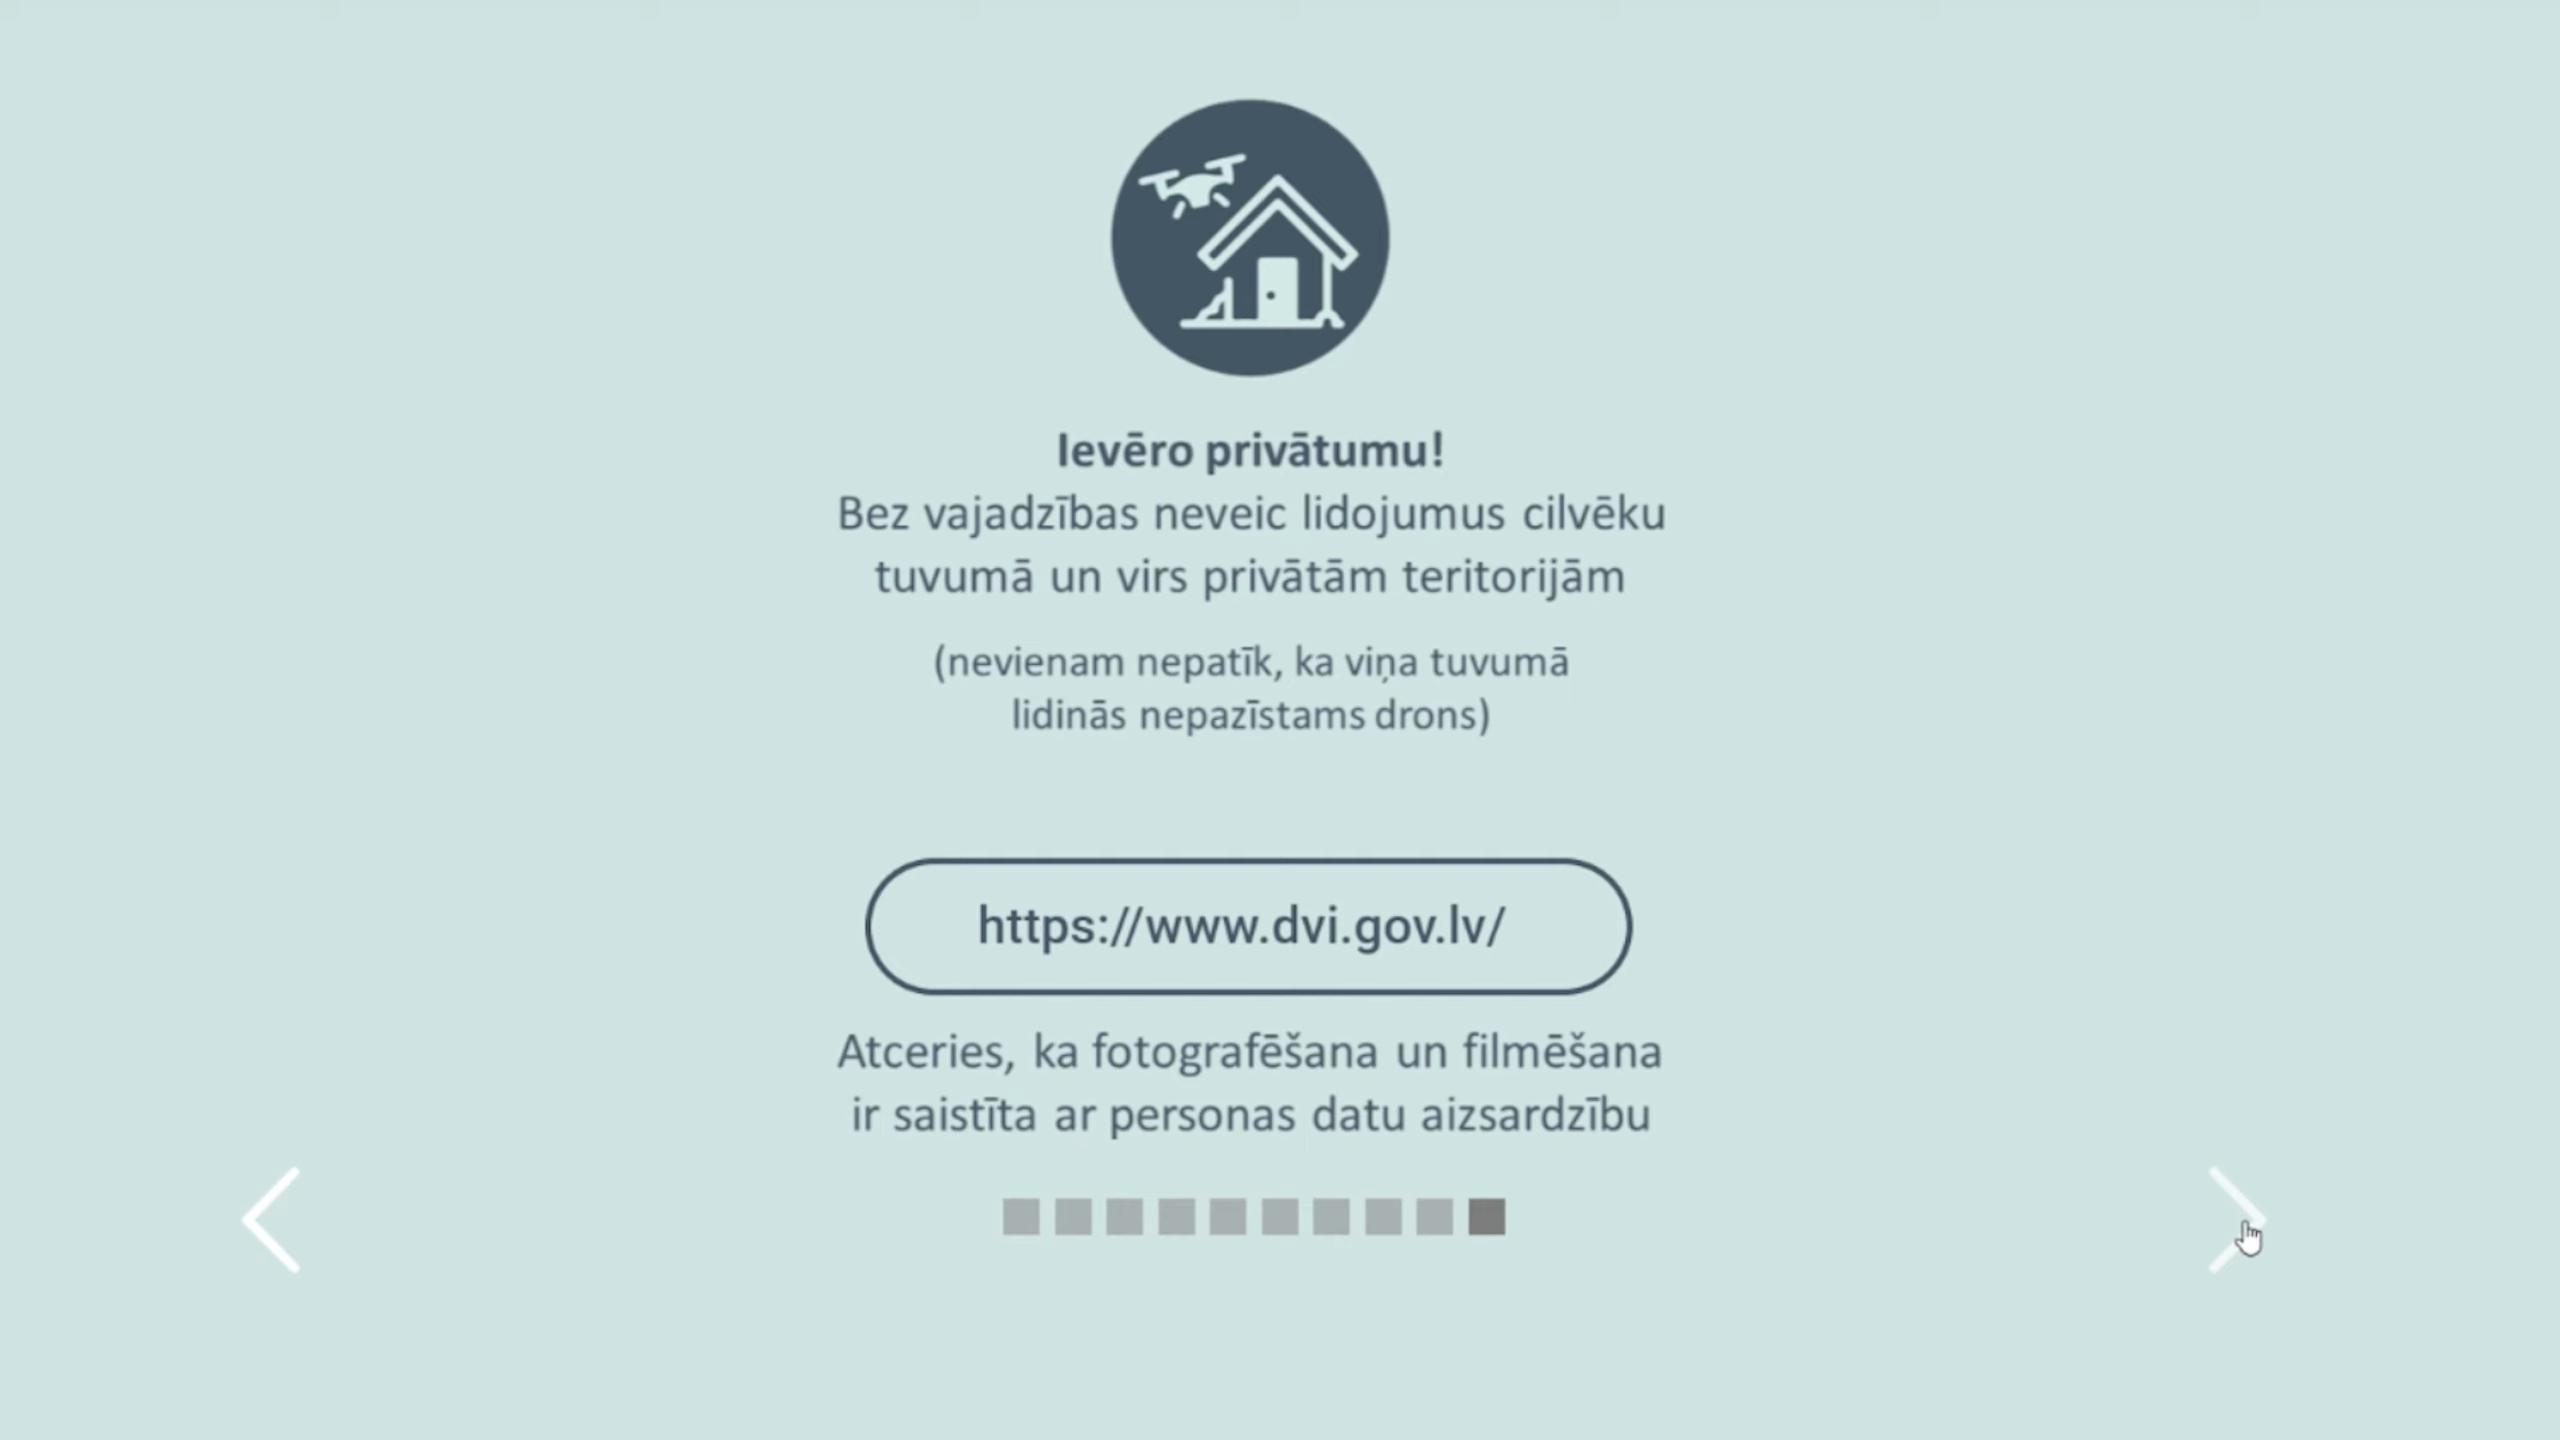 Ievēro privātumu!
Bez vajadzības neveic lidojumus cilvēku
tuvumā un virs privātām teritorijām
(nevienam nepatīk, ka viņa tuvumā
lidinās nepazīstams drons)
https://www.dvi.gov.lv/
Atceries, ka fotografēšana un filmēšana
ir saistīta ar personas datu aizsardzību